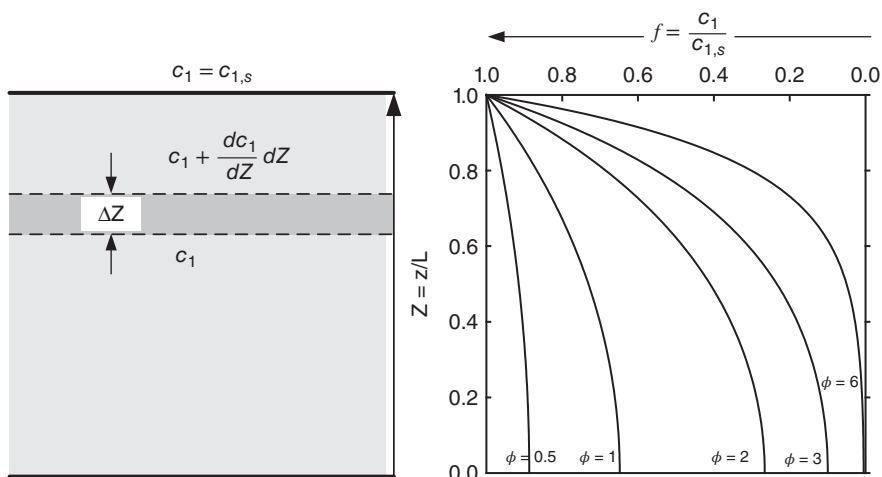 c₁ = c₁,ₛ
c₁ + dc₁/dZ dZ
ΔZ
c₁
f = c₁/c₁,ₛ
1.0 0.8 0.6 0.4 0.2 0.0
Z = z/L
1.0
0.8
0.6
0.4
0.2
0.0
ϕ = 6
ϕ = 0.5 ϕ = 1 ϕ = 2 ϕ = 3